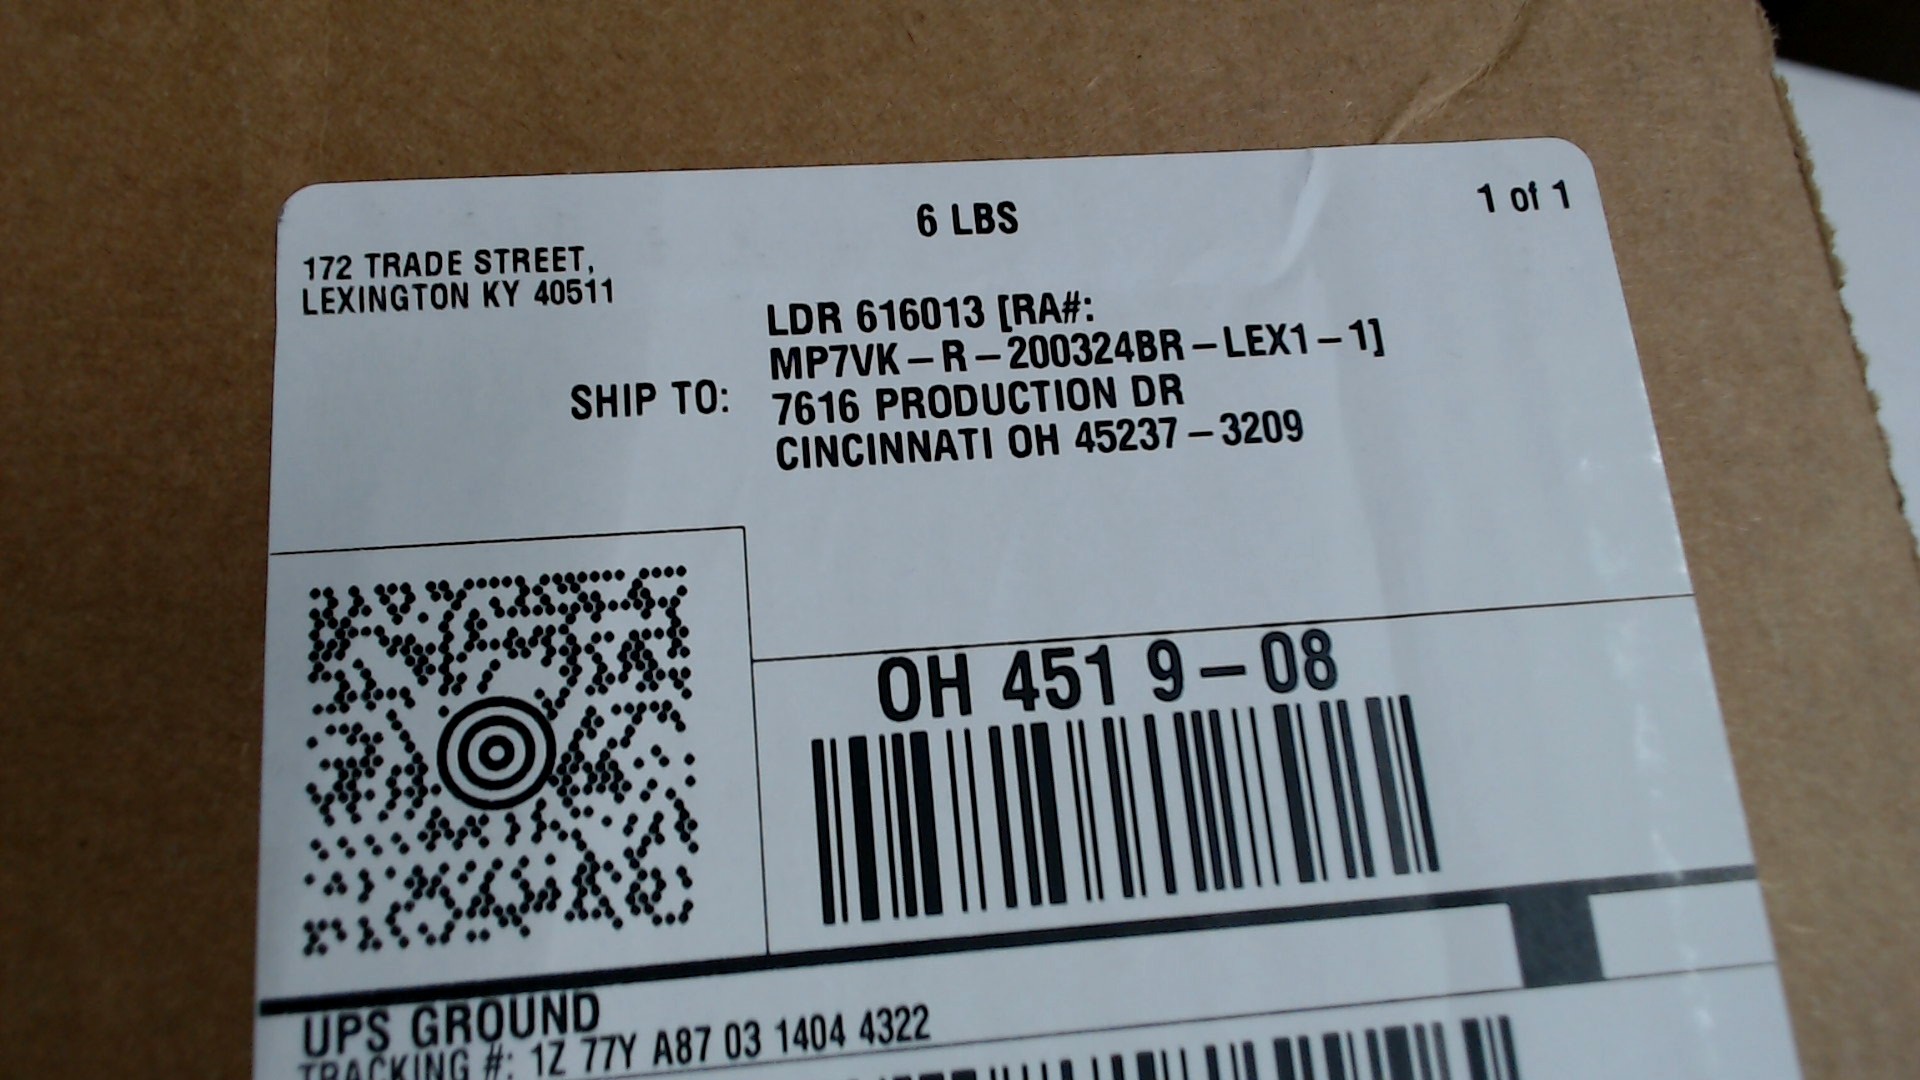 6 LBS
1 of 1
172 TRADE STREET,
LEXINGTON KY 40511
LDR 616013 [RA#:
MP7VK-R-200324BR-LEX1-1]
SHIP TO: 7616 PRODUCTION DR
CINCINNATI OH 45237-3209
OH 451 9-08
UPS GROUND
TRACKING #: 1Z 77Y A87 03 1404 4322